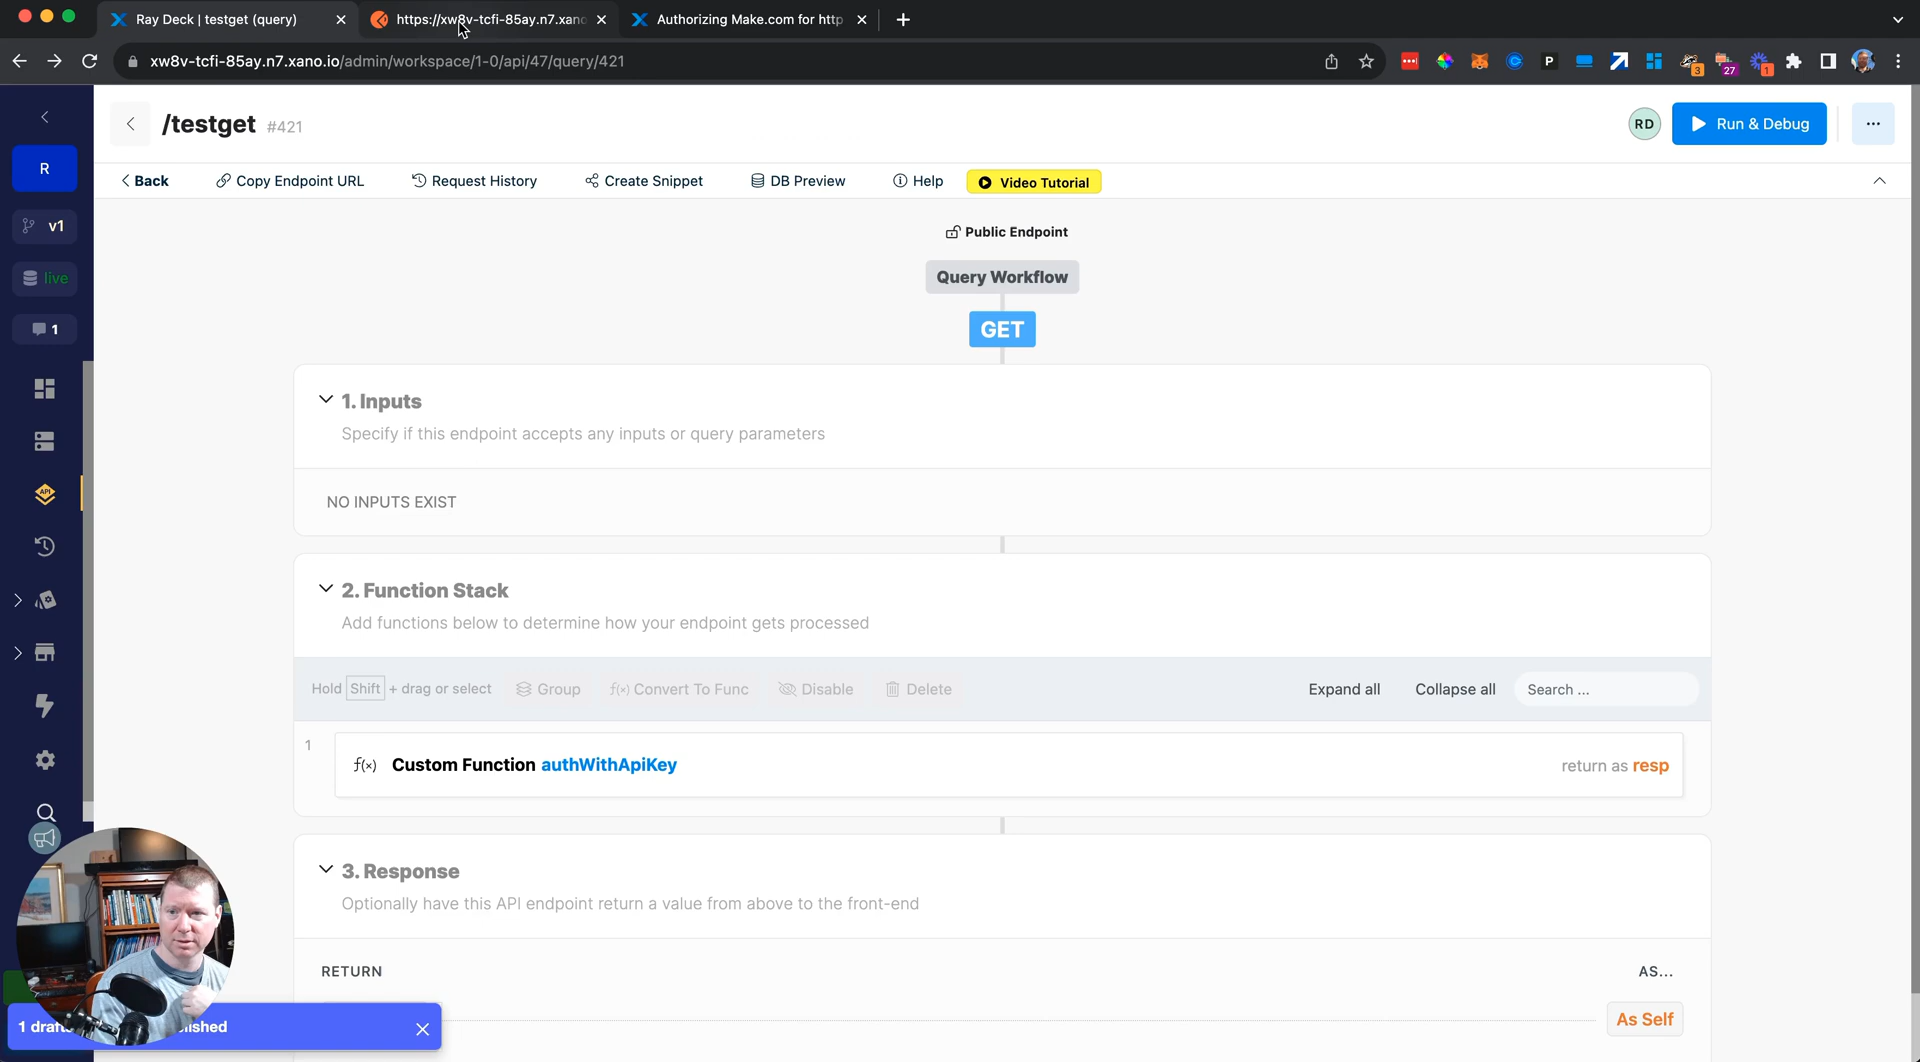 Ray Deck | testget (query)
https://xw8v-tcfi-85ay.n7.xano
Authorizing Make.com for http
xw8v-tcfi-85ay.n7.xano.io/admin/workspace/1-0/api/47/query/421
P
3
27
1
R
v1
live
1
API
/testget #421
RD
Run & Debug
...
Back
Copy Endpoint URL
Request History
Create Snippet
DB Preview
Help
Video Tutorial
Public Endpoint
Query Workflow
GET
1. Inputs
Specify if this endpoint accepts any inputs or query parameters
NO INPUTS EXIST
2. Function Stack
Add functions below to determine how your endpoint gets processed
Hold Shift + drag or select
Group
f(x) Convert To Func
Disable
Delete
Expand all
Collapse all
Search ...
1
f(x) Custom Function authWithApiKey
return as resp
3. Response
Optionally have this API endpoint return a value from above to the front-end
RETURN
AS...
As Self
1